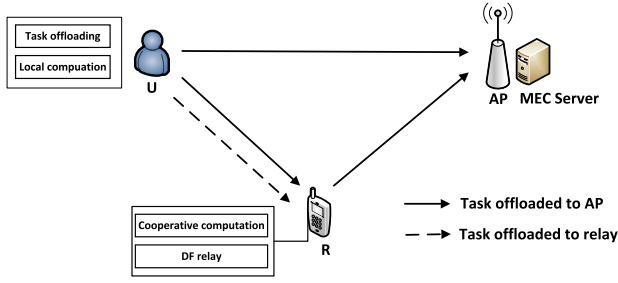 Task offloading
Local compuation
U
AP MEC Server
Cooperative computation
DF relay
R
Task offloaded to AP
Task offloaded to relay